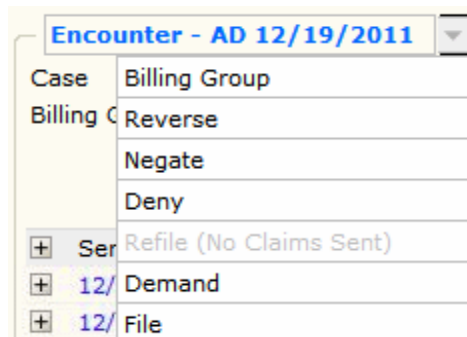 Encounter - AD 12/19/2011
Case Billing Group
Billing
Reverse
Negate
Deny
Refile (No Claims Sent)
12/ Demand
12/ File